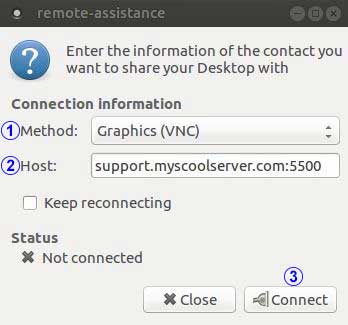 remote-assistance
?
Enter the information of the contact you
want to share your Desktop with
Connection information
1 Method: Graphics (VNC)
2 Host: support.myscoolserver.com:5500
Keep reconnecting
Status
Not connected
3
Close Connect